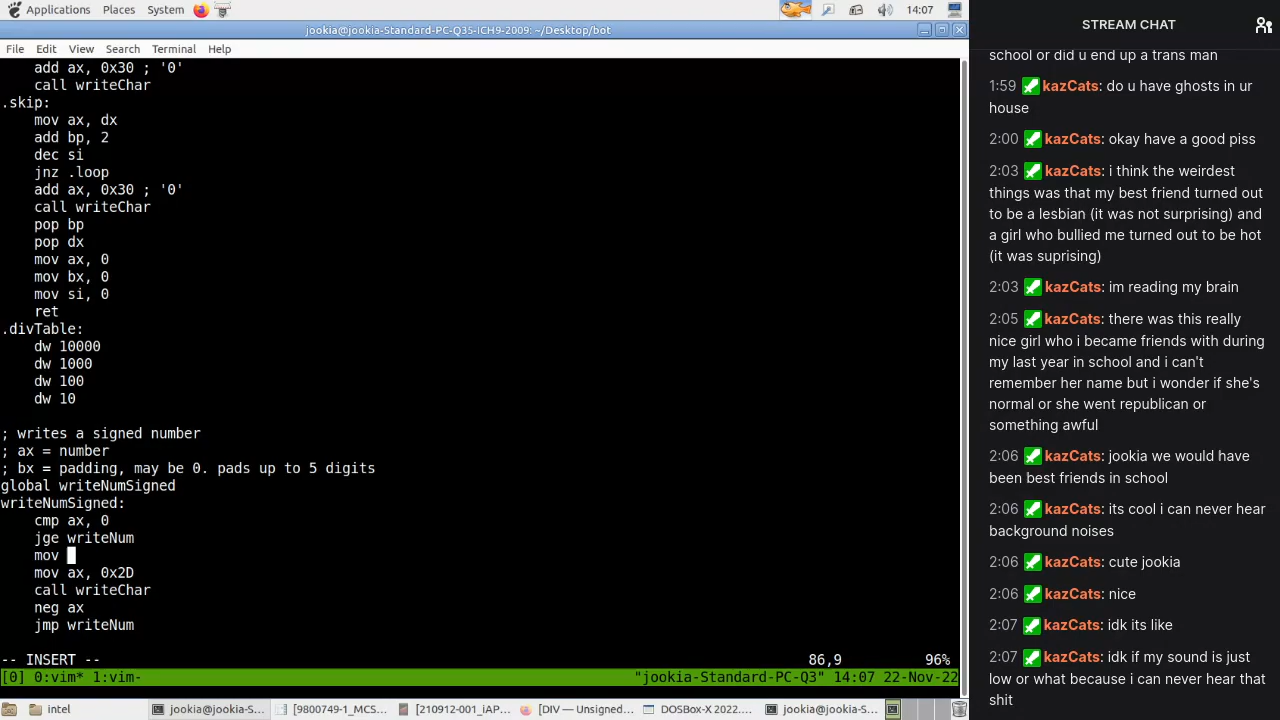 Applications Places System 14:07
jookia@jookia-Standard-PC-Q35-ICH9-2009: ~/Desktop/bot
File Edit View Search Terminal Help
add ax, 0x30 ; '0'
call writeChar
.skip:
mov ax, dx
add bp, 2
dec si
jnz .loop
add ax, 0x30 ; '0'
call writeChar
pop bp
pop dx
mov ax, 0
mov bx, 0
mov si, 0
ret
.divTable:
dw 10000
dw 1000
dw 100
dw 10
; writes a signed number
; ax = number
; bx = padding, may be 0. pads up to 5 digits
global writeNumSigned
writeNumSigned:
cmp ax, 0
jge writeNum
mov
mov ax, 0x2D
call writeChar
neg ax
jmp writeNum
-- INSERT -- 86,9 96%
[0] 0:vim* 1:vim- "jookia-Standard-PC-Q3" 14:07 22-Nov-22
intel jookia@jookia-S... [9800749-1_MCS... [210912-001_iAP... [DIV — Unsigned... DOSBox-X 2022.... jookia@jookia-S...
STREAM CHAT
school or did u end up a trans man
1:59 kazCats: do u have ghosts in ur
house
2:00 kazCats: okay have a good piss
2:03 kazCats: i think the weirdest
things was that my best friend turned out
to be a lesbian (it was not surprising) and
a girl who bullied me turned out to be hot
(it was suprising)
2:03 kazCats: im reading my brain
2:05 kazCats: there was this really
nice girl who i became friends with during
my last year in school and i can't
remember her name but i wonder if she's
normal or she went republican or
something awful
2:06 kazCats: jookia we would have
been best friends in school
2:06 kazCats: its cool i can never hear
background noises
2:06 kazCats: cute jookia
2:06 kazCats: nice
2:07 kazCats: idk its like
2:07 kazCats: idk if my sound is just
low or what because i can never hear that
shit